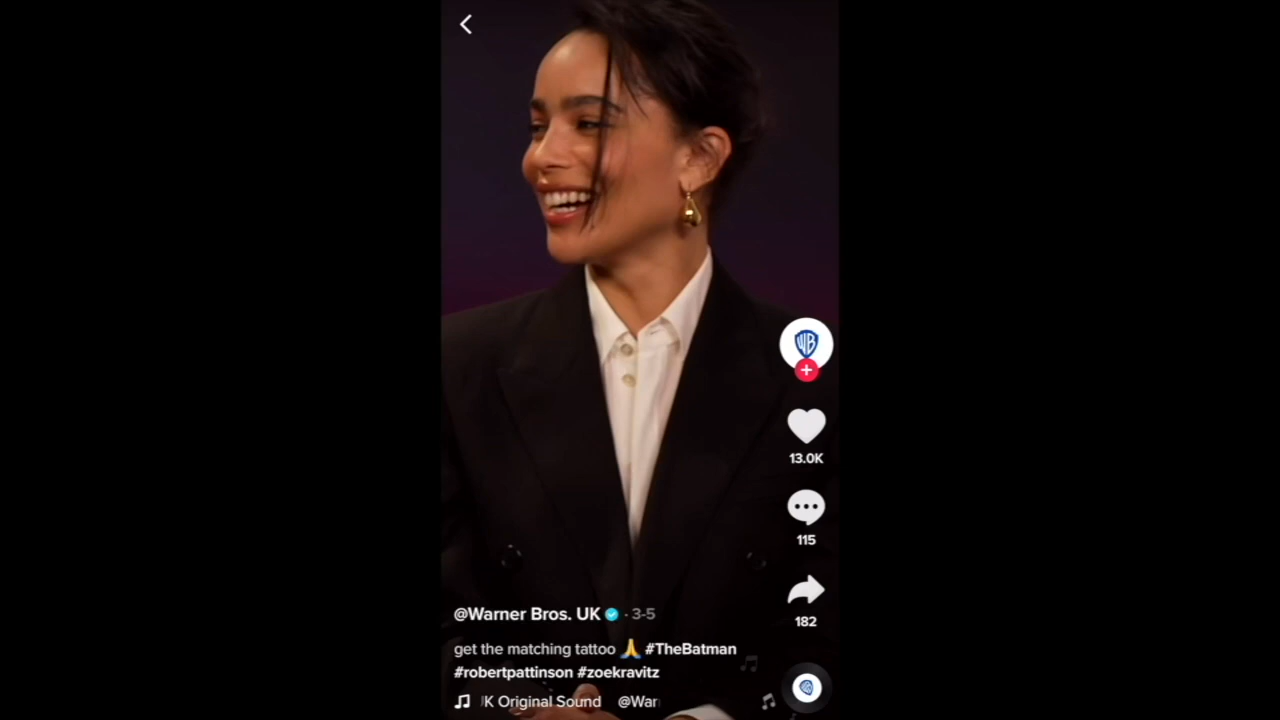 WB
13.0K
115
182
@Warner Bros. UK · 3-5
get the matching tattoo 🙏 #TheBatman
#robertpattinson #zoekravitz
K Original Sound @War